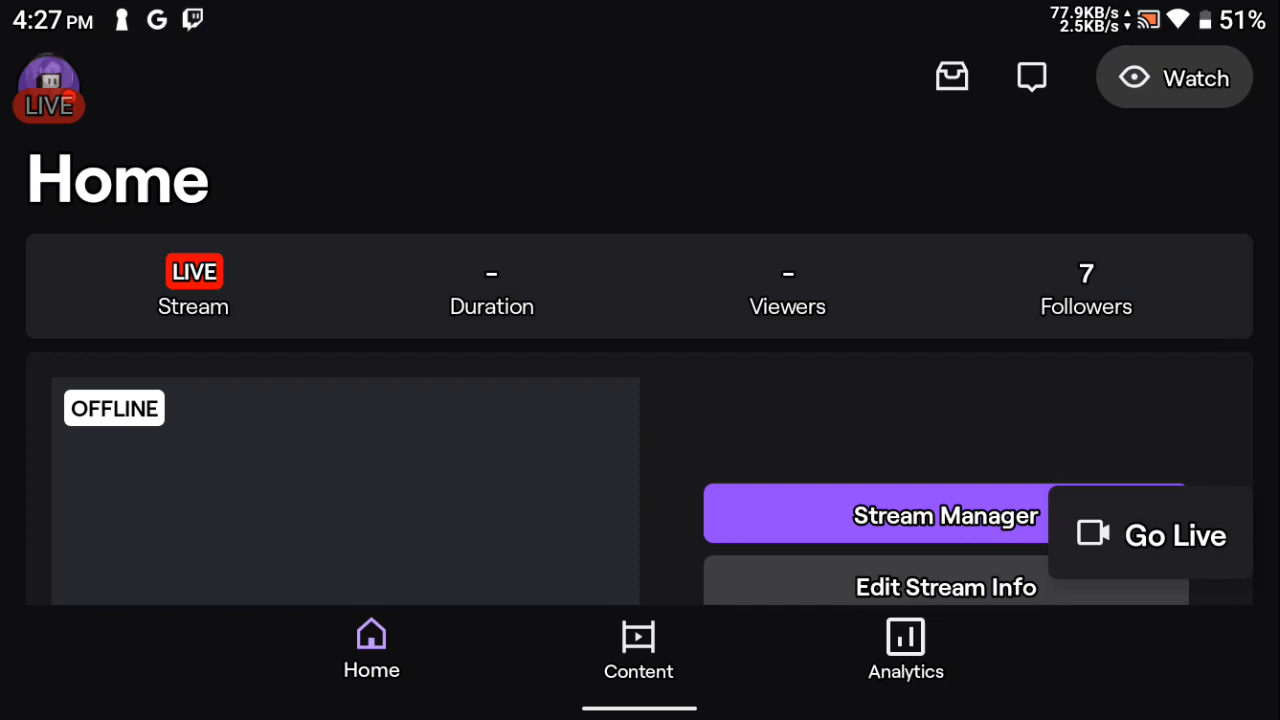 4:27 PM
77.9KB/s
2.5KB/s
51%
LIVE
Watch
Home
LIVE
Stream
-
Duration
-
Viewers
7
Followers
OFFLINE
Stream Manager
Go Live
Edit Stream Info
Home
Content
Analytics